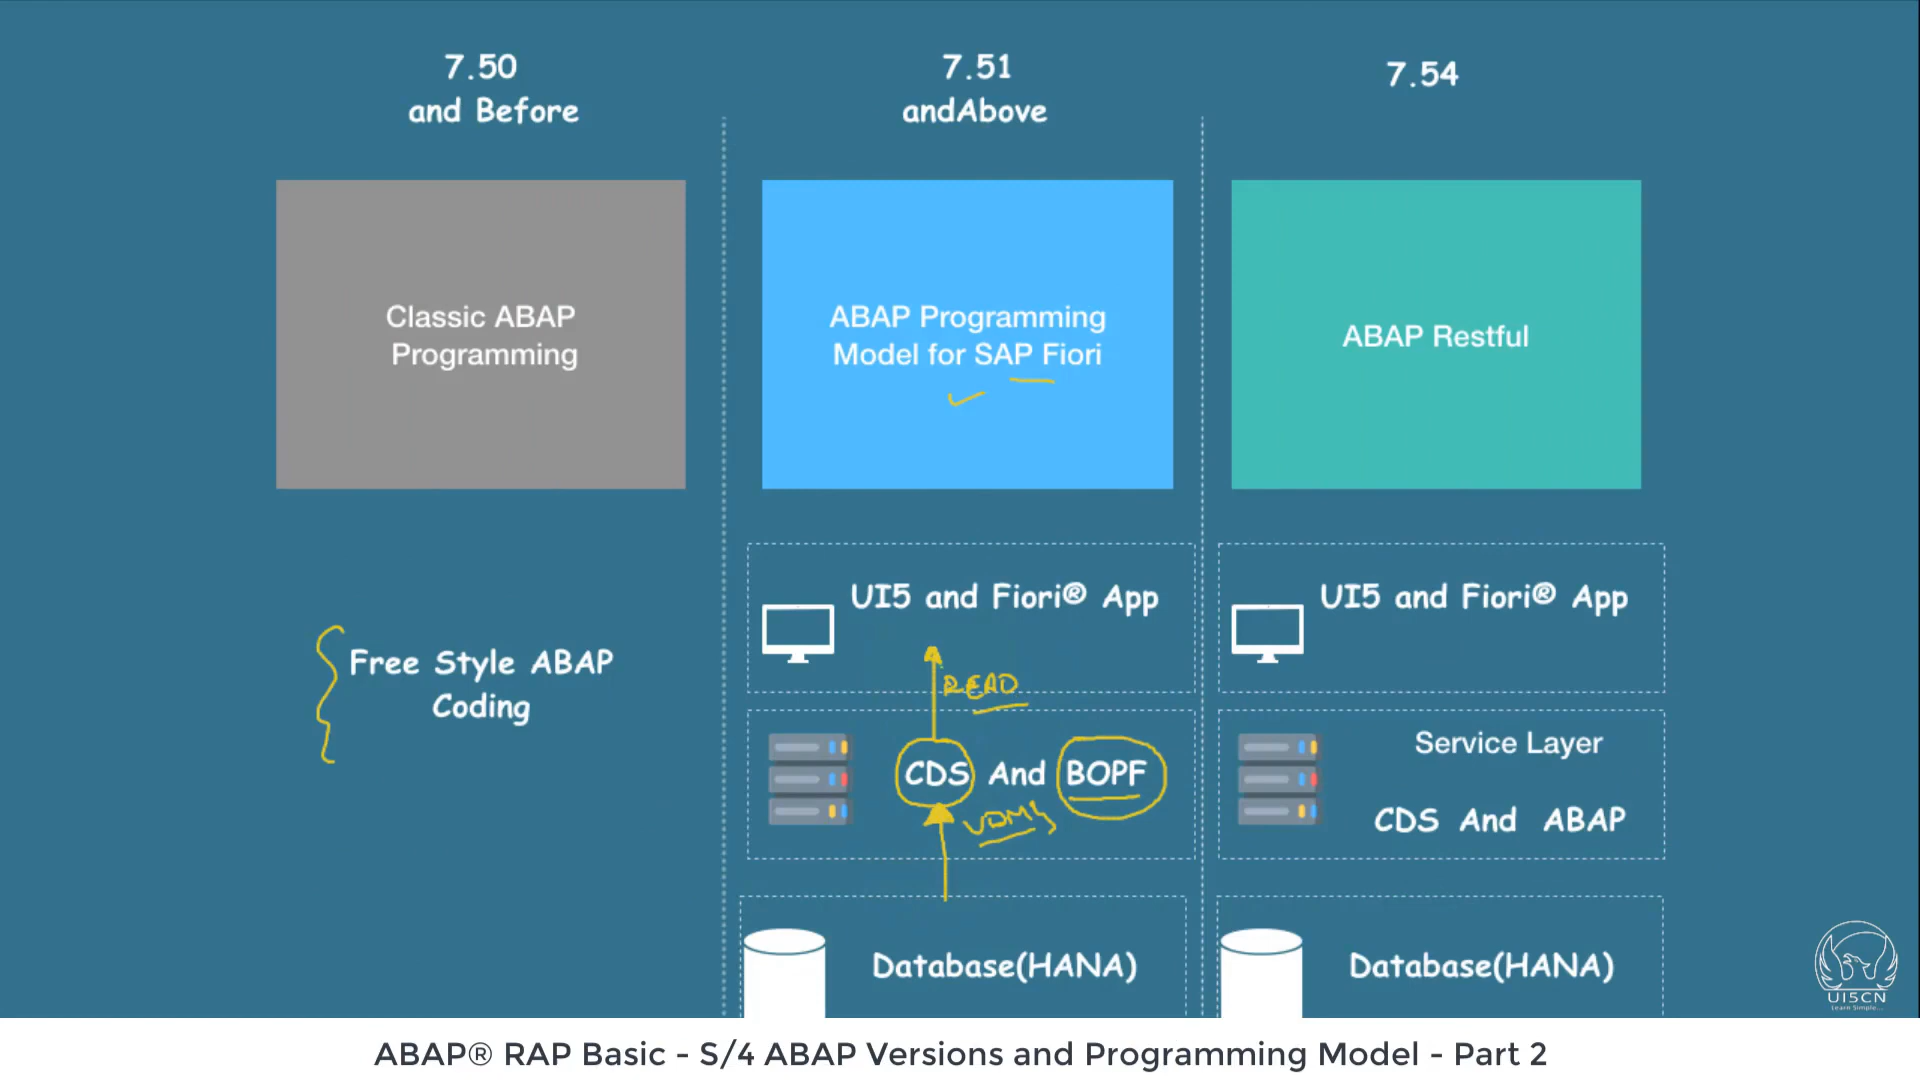 7.50
and Before
7.51
andAbove
7.54
Classic ABAP
Programming
ABAP Programming
Model for SAP Fiori
ABAP Restful
Free Style ABAP
Coding
UI5 and Fiori® App
READ
CDS And BOPF
VDMs
Database(HANA)
UI5 and Fiori® App
Service Layer
CDS And ABAP
Database(HANA)
UI5CN
Learn Simple...
ABAP® RAP Basic - S/4 ABAP Versions and Programming Model - Part 2